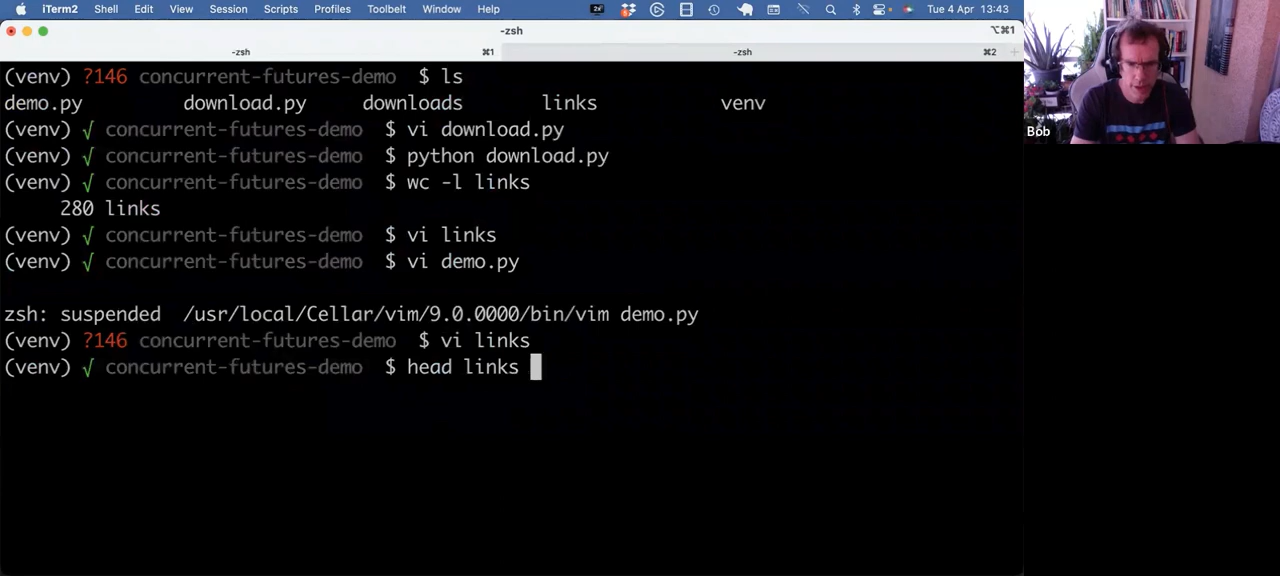 iTerm2 Shell Edit View Session Scripts Profiles Toolbelt Window Help 2x Tue 4 Apr 13:43
-zsh ⌥⌘1
-zsh ⌘1 -zsh ⌘2 +
(venv) ?146 concurrent-futures-demo $ ls
demo.py download.py downloads links venv
(venv) √ concurrent-futures-demo $ vi download.py
(venv) √ concurrent-futures-demo $ python download.py
(venv) √ concurrent-futures-demo $ wc -l links
280 links
(venv) √ concurrent-futures-demo $ vi links
(venv) √ concurrent-futures-demo $ vi demo.py
zsh: suspended /usr/local/Cellar/vim/9.0.0000/bin/vim demo.py
(venv) ?146 concurrent-futures-demo $ vi links
(venv) √ concurrent-futures-demo $ head links
Bob